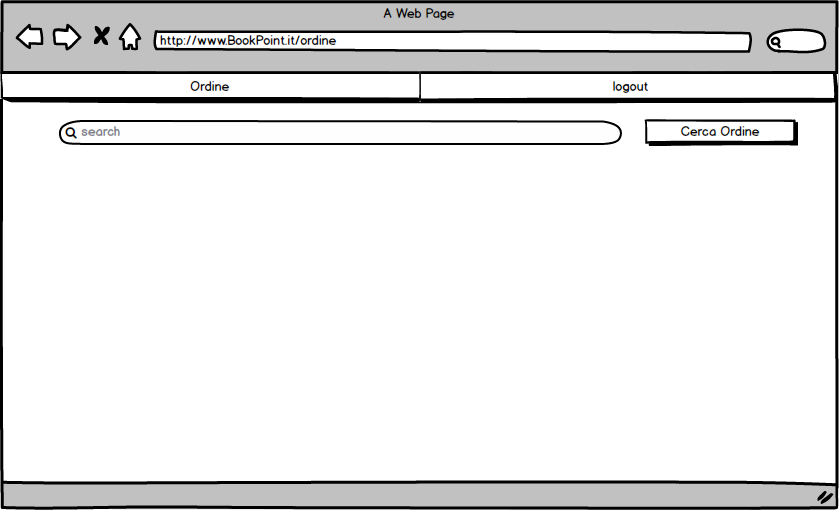 A Web Page
http://www.BookPoint.it/ordine
Ordine
logout
search
Cerca Ordine